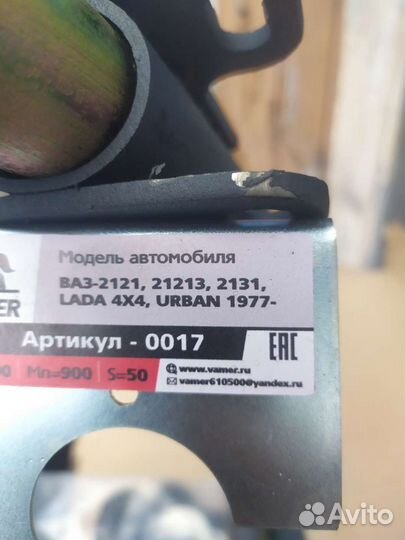 Модель автомобиля
ВАЗ-2121, 21213, 2131,
LADA 4X4, URBAN 1977-
Артикул - 0017
EAC
Mn=900 S=50
www.vamer.ru
vamer610500@yandex.ru
Avito